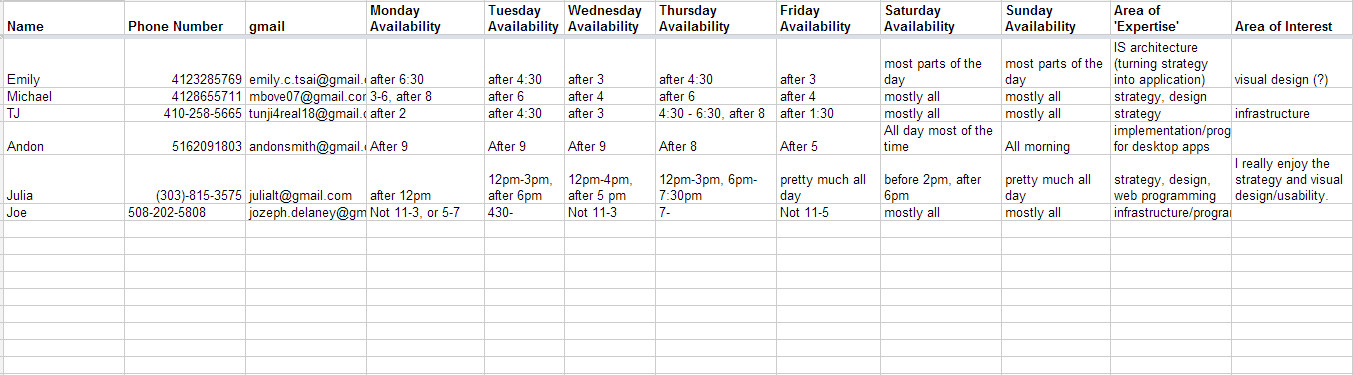 Name Phone Number gmail Monday Availability Tuesday Availability Wednesday Availability Thursday Availability Friday Availability Saturday Availability Sunday Availability Area of 'Expertise' Area of Interest
Emily 4123285769 emily.c.tsai@gmail. after 6:30 after 4:30 after 3 after 4:30 after 3 most parts of the day most parts of the day IS architecture (turning strategy into application) visual design (?)
Michael 4128655711 mbove07@gmail.cor 3-6, after 8 after 6 after 4 after 6 after 4 mostly all mostly all strategy, design
TJ 410-258-5665 tunji4real18@gmail. after 2 after 4:30 after 3 4:30 - 6:30, after 8 after 1:30 mostly all mostly all strategy infrastructure
Andon 5162091803 andonsmith@gmail. After 9 After 9 After 9 After 8 After 5 All day most of the time All morning implementation/prog for desktop apps
Julia (303)-815-3575 julialt@gmail.com after 12pm 12pm-3pm, after 6pm 12pm-4pm, after 5 pm 12pm-3pm, 6pm-7:30pm pretty much all day before 2pm, after 6pm pretty much all day strategy, design, web programming I really enjoy the strategy and visual design/usability.
Joe 508-202-5808 jozeph.delaney@gm Not 11-3, or 5-7 430- Not 11-3 7- Not 11-5 mostly all mostly all infrastructure/progra